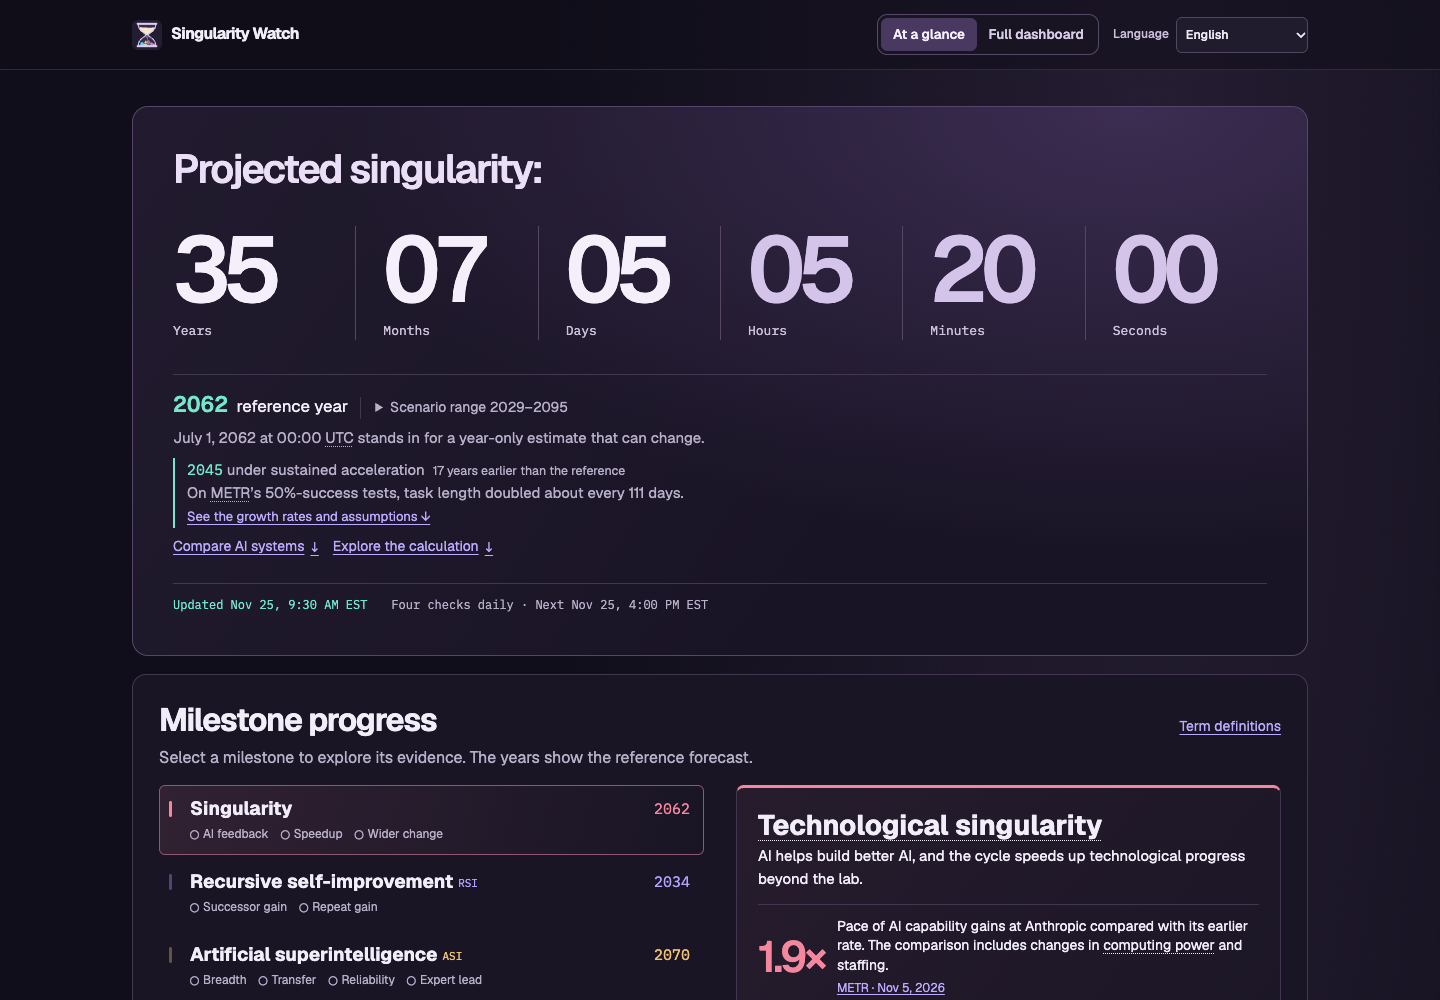 Singularity Watch
At a glance
Full dashboard
Language
English
Projected singularity:
35
07
05
05
20
00
Years
Months
Days
Hours
Minutes
Seconds
2062 reference year
Scenario range 2029–2095
July 1, 2062 at 00:00 UTC stands in for a year-only estimate that can change.
2045 under sustained acceleration 17 years earlier than the reference
On METR's 50%-success tests, task length doubled about every 111 days.
See the growth rates and assumptions ↓
Compare AI systems ↓ Explore the calculation ↓
Updated Nov 25, 9:30 AM EST Four checks daily · Next Nov 25, 4:00 PM EST
Milestone progress
Term definitions
Select a milestone to explore its evidence. The years show the reference forecast.
Singularity 2062
AI feedback Speedup Wider change
Recursive self-improvement RSI 2034
Successor gain Repeat gain
Artificial superintelligence ASI 2070
Breadth Transfer Reliability Expert lead
Technological singularity
AI helps build better AI, and the cycle speeds up technological progress
beyond the lab.
1.9×
Pace of AI capability gains at Anthropic compared with its earlier
rate. The comparison includes changes in computing power and
staffing.
METR · Nov 5, 2026